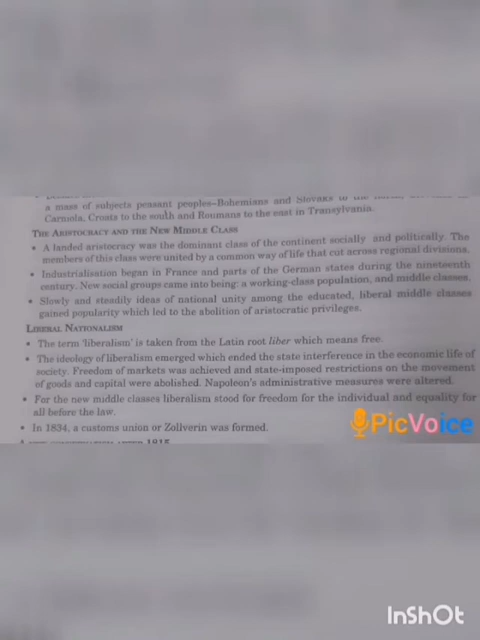 a mass of subjects peasant peoples–Bohemians and Slovaks to the
Carniola, Croats to the south and Roumans to the east in Transylvania.
THE ARISTOCRACY AND THE NEW MIDDLE CLASS
• A landed aristocracy was the dominant class of the continent socially and politically. The
members of this class were united by a common way of life that cut across regional divisions.
• Industrialisation began in France and parts of the German states during the nineteenth
century. New social groups came into being: a working-class population, and middle classes.
• Slowly and steadily ideas of national unity among the educated, liberal middle classes
gained popularity which led to the abolition of aristocratic privileges.
LIBERAL NATIONALISM
• The term 'liberalism' is taken from the Latin root liber which means free.
• The ideology of liberalism emerged which ended the state interference in the economic life of
society. Freedom of markets was achieved and state-imposed restrictions on the movement
of goods and capital were abolished. Napoleon's administrative measures were altered.
• For the new middle classes liberalism stood for freedom for the individual and equality for
all before the law.
• In 1834, a customs union or Zollverin was formed.
1815
PicVoice
InShOt